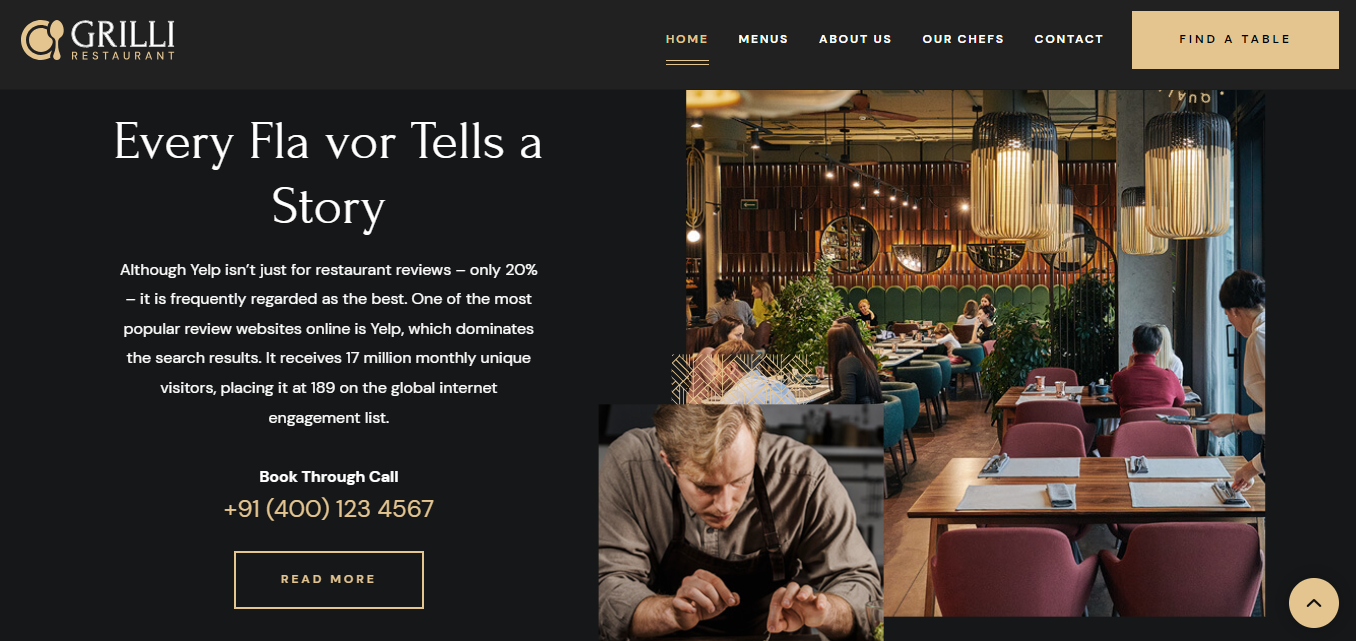 GRILLI
RESTAURANT
HOME MENUS ABOUT US OUR CHEFS CONTACT FIND A TABLE
Every Fla vor Tells a
Story
Although Yelp isn’t just for restaurant reviews – only 20%
– it is frequently regarded as the best. One of the most
popular review websites online is Yelp, which dominates
the search results. It receives 17 million monthly unique
visitors, placing it at 189 on the global internet
engagement list.
Book Through Call
+91 (400) 123 4567
READ MORE